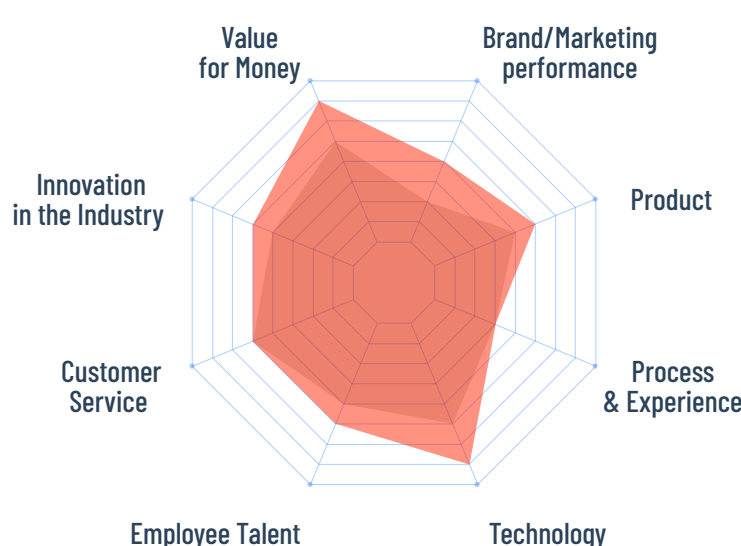 Value
for Money
Brand/Marketing
performance
Innovation
in the Industry
Product
Customer
Service
Process
& Experience
Employee Talent
Technology